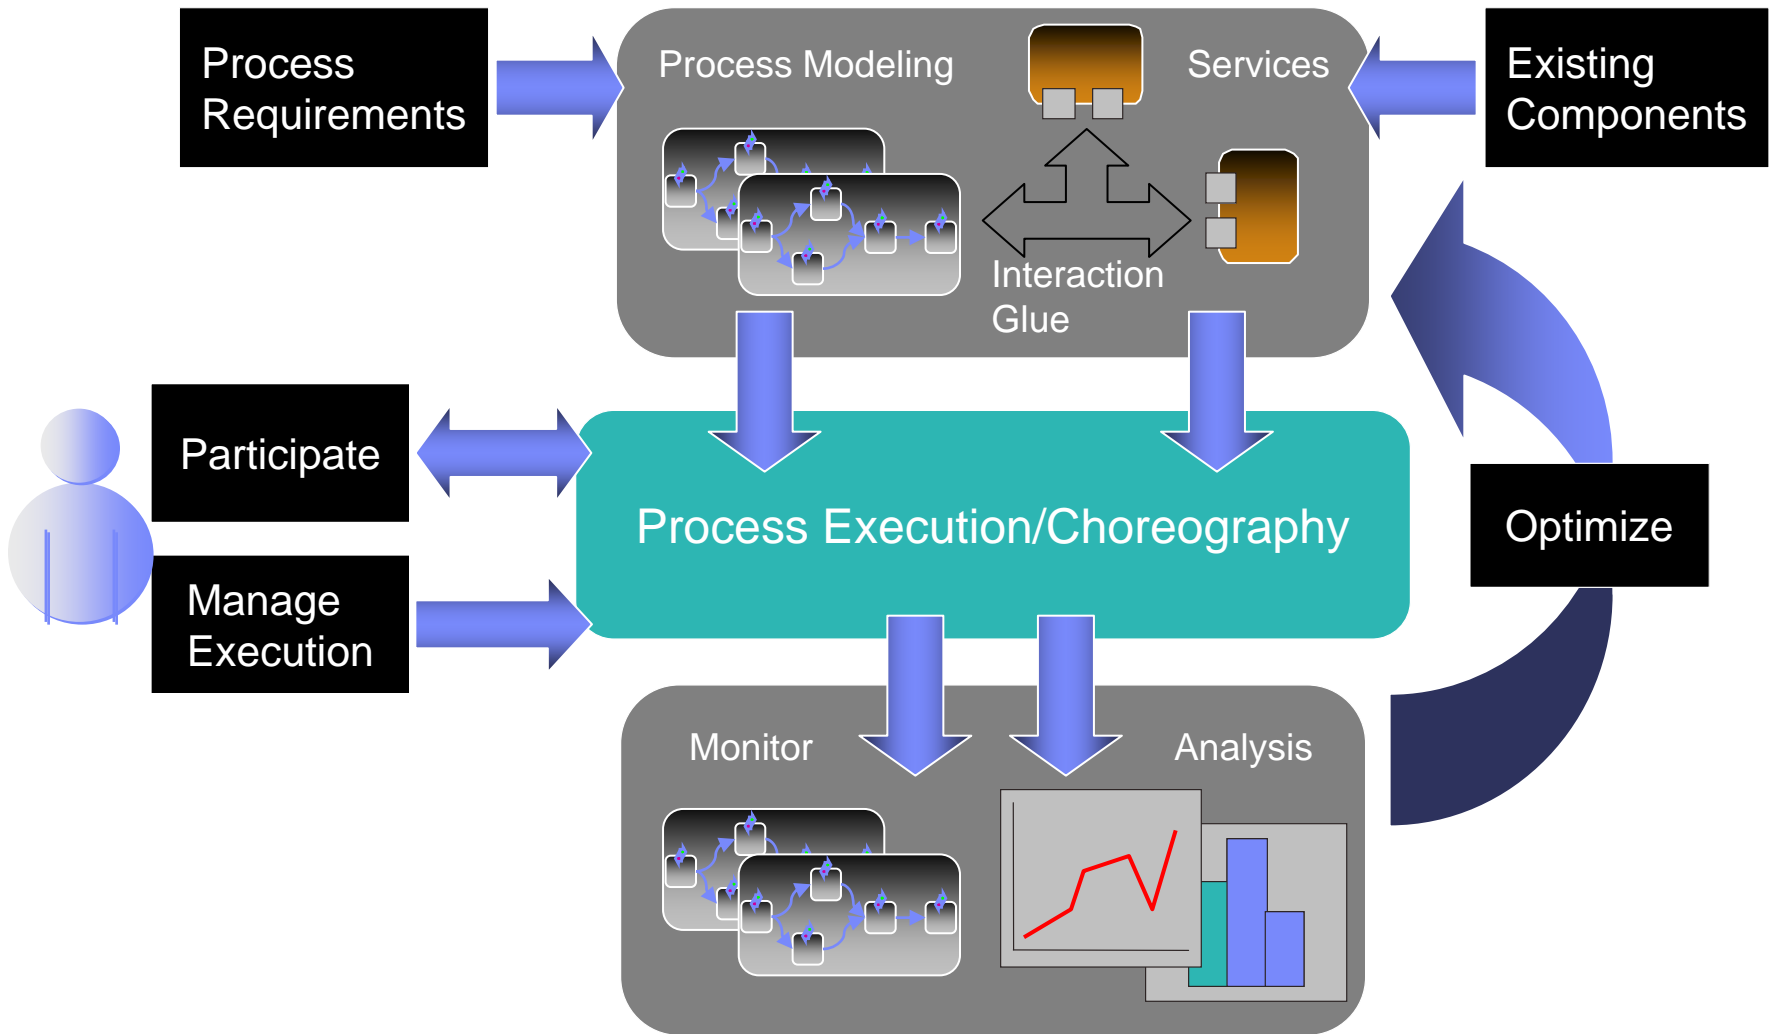 Process
Requirements
Process Modeling
Services
Existing
Components
Interaction
Glue
Participate
Process Execution/Choreography
Optimize
Manage
Execution
Monitor
Analysis